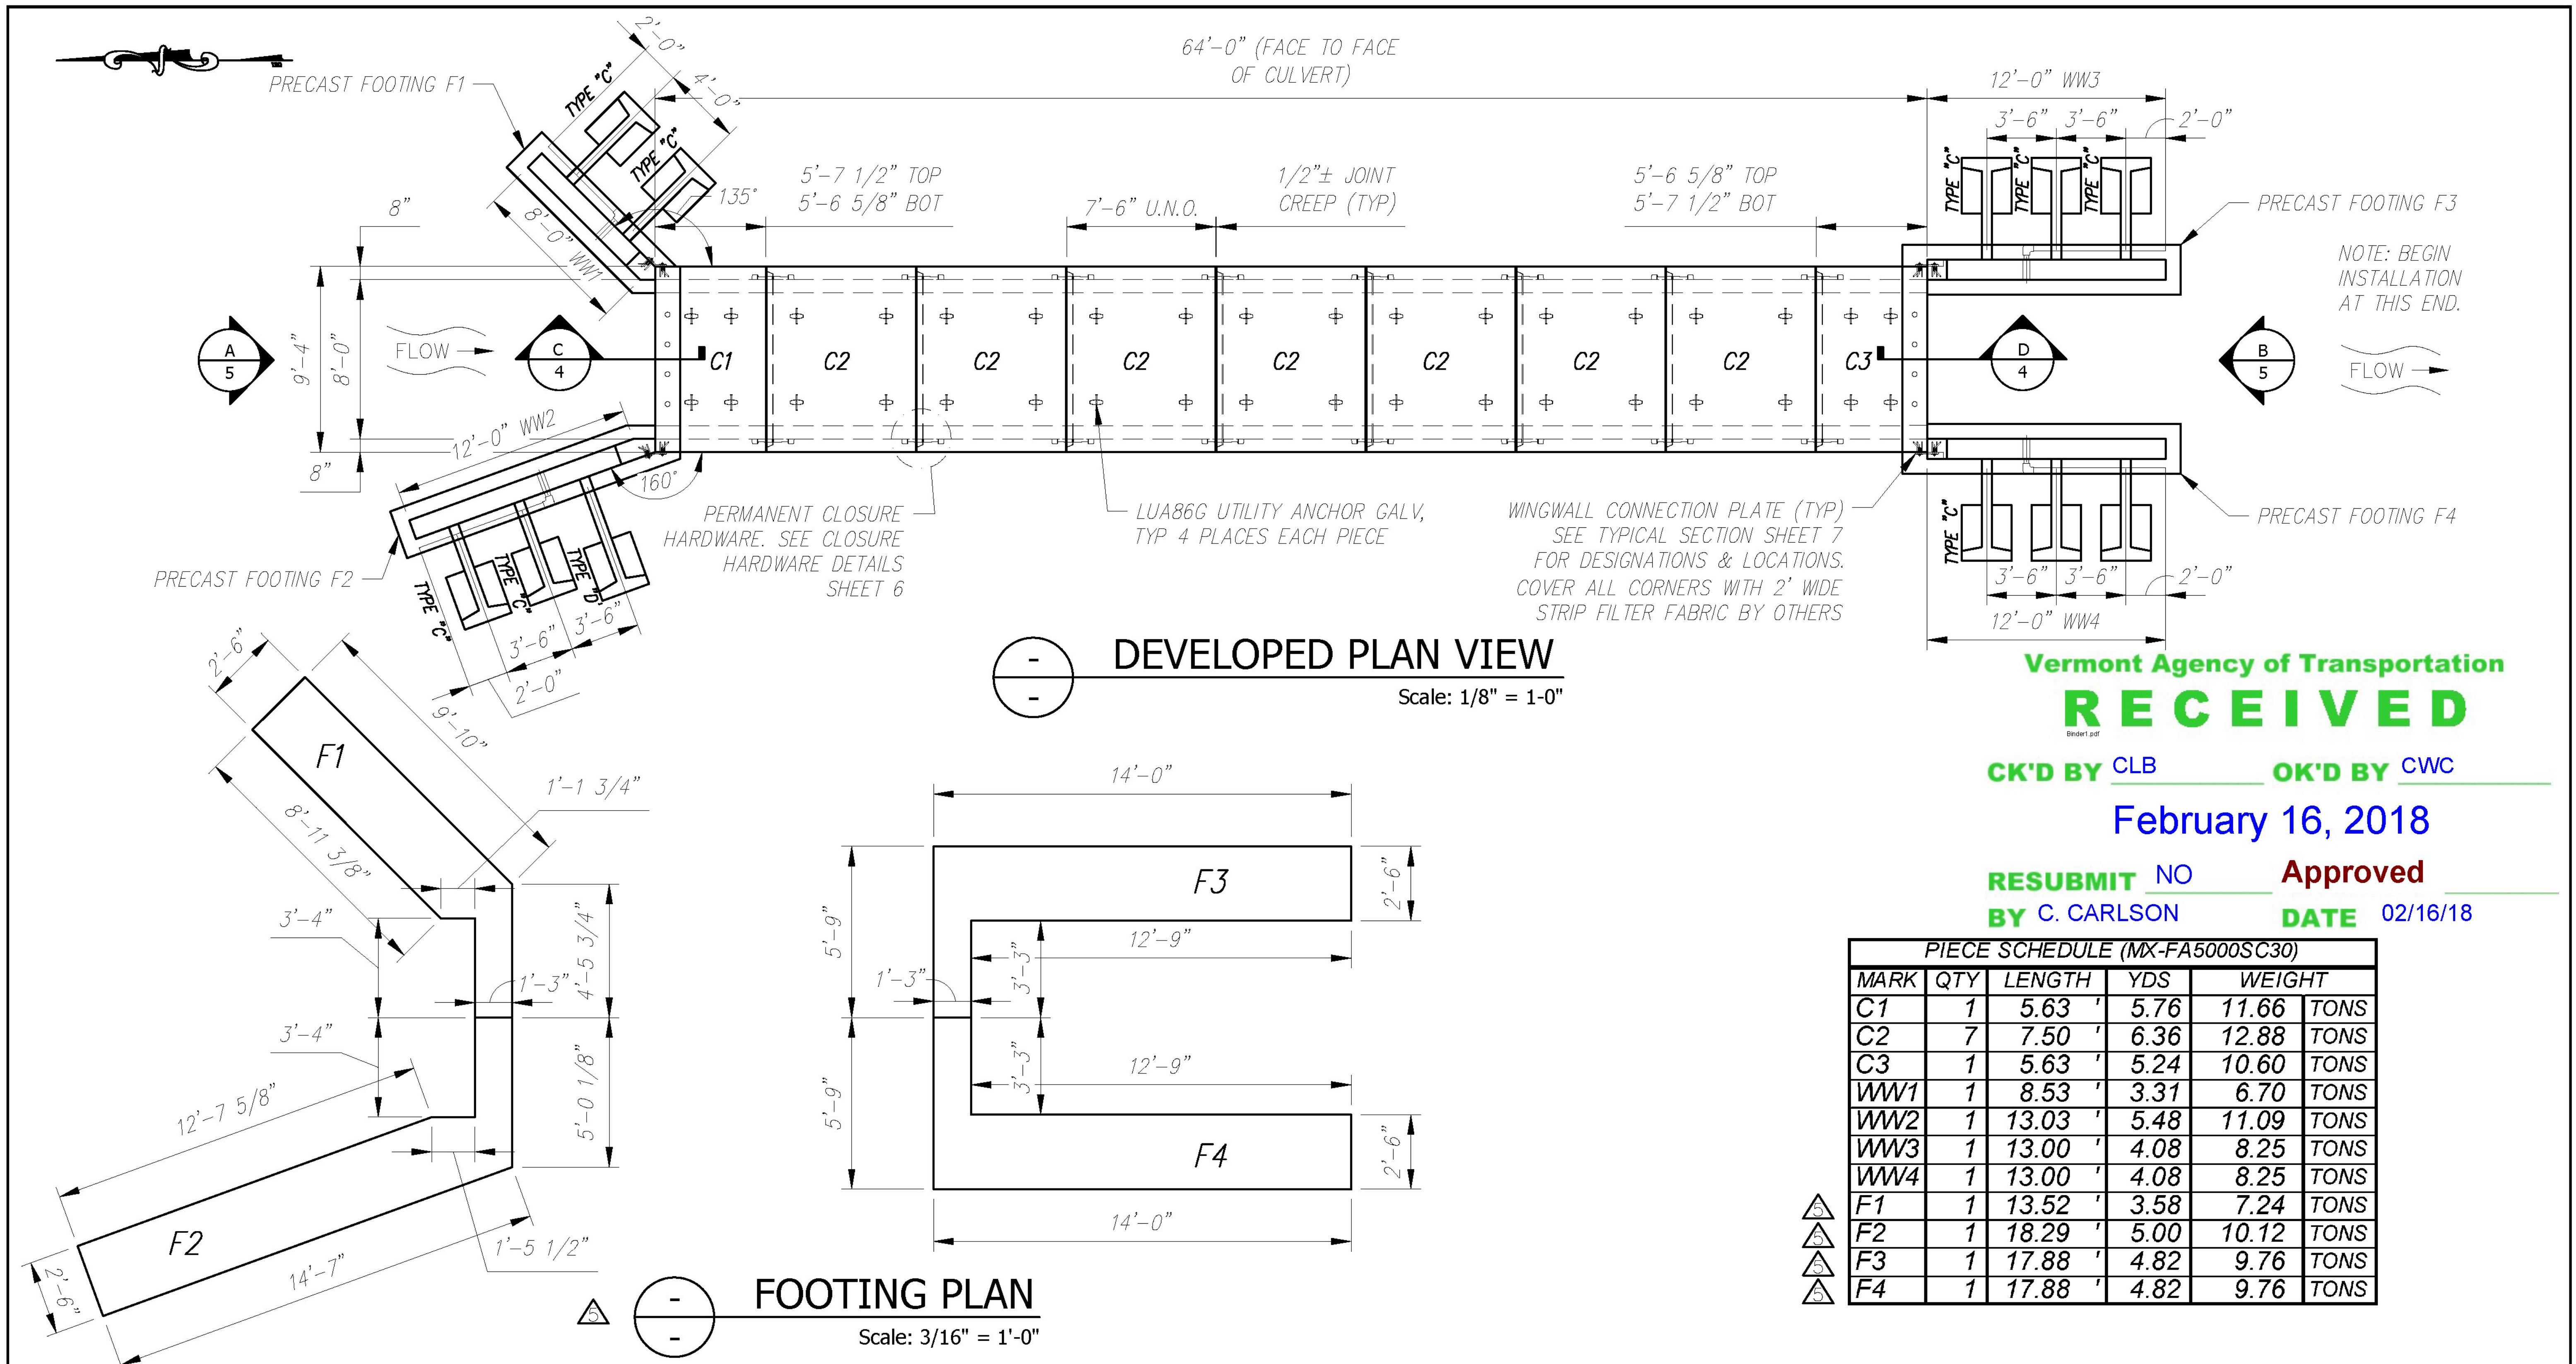 2'-0"
4'-0"
TYPE "C"
TYPE "C"
PRECAST FOOTING F1
64'-0" (FACE TO FACE
OF CULVERT)
12'-0" WW3
3'-6" 3'-6" 2'-0"
TYPE "C"
TYPE "C"
TYPE "C"
PRECAST FOOTING F3
NOTE: BEGIN
INSTALLATION
AT THIS END.
8"
8'-0" WW1
135°
5'-7 1/2" TOP
5'-6 5/8" BOT
7'-6" U.N.O.
1/2"± JOINT
CREEP (TYP)
5'-6 5/8" TOP
5'-7 1/2" BOT
A
5
9'-4"
8'-0"
FLOW
C
4
C1
C2
C2
C2
C2
C2
C2
C2
C3
D
4
B
5
FLOW
12'-0" WW2
8"
160°
PRECAST FOOTING F2
TYPE "C"
TYPE "C"
TYPE "D"
3'-6"
3'-6"
2'-0"
PERMANENT CLOSURE
HARDWARE. SEE CLOSURE
HARDWARE DETAILS
SHEET 6
LUA86G UTILITY ANCHOR GALV,
TYP 4 PLACES EACH PIECE
WINGWALL CONNECTION PLATE (TYP)
SEE TYPICAL SECTION SHEET 7
FOR DESIGNATIONS & LOCATIONS.
COVER ALL CORNERS WITH 2' WIDE
STRIP FILTER FABRIC BY OTHERS
TYPE "C"
PRECAST FOOTING F4
3'-6" 3'-6" 2'-0"
12'-0" WW4
-
-
DEVELOPED PLAN VIEW
Scale: 1/8" = 1-0"
Vermont Agency of Transportation
RECEIVED
Binder1.pdf
CK'D BY CLB OK'D BY CWC
February 16, 2018
RESUBMIT NO Approved
BY C. CARLSON DATE 02/16/18
2'-6"
9'-10"
F1
8'-11 3/8"
1'-1 3/4"
3'-4"
1'-3"
4'-5 3/4"
3'-4"
5'-0 1/8"
12'-7 5/8"
F2
1'-5 1/2"
14'-7"
2'-6"
14'-0"
F3
2'-6"
5'-9"
12'-9"
3'-3"
1'-3"
3'-3"
12'-9"
5'-9"
F4
2'-6"
14'-0"
5
-
-
FOOTING PLAN
Scale: 3/16" = 1'-0"
PIECE SCHEDULE (MX-FA5000SC30)
MARK QTY LENGTH YDS WEIGHT
C1 1 5.63 ' 5.76 11.66 TONS
C2 7 7.50 ' 6.36 12.88 TONS
C3 1 5.63 ' 5.24 10.60 TONS
WW1 1 8.53 ' 3.31 6.70 TONS
WW2 1 13.03 ' 5.48 11.09 TONS
WW3 1 13.00 ' 4.08 8.25 TONS
WW4 1 13.00 ' 4.08 8.25 TONS
5 F1 1 13.52 ' 3.58 7.24 TONS
5 F2 1 18.29 ' 5.00 10.12 TONS
5 F3 1 17.88 ' 4.82 9.76 TONS
5 F4 1 17.88 ' 4.82 9.76 TONS